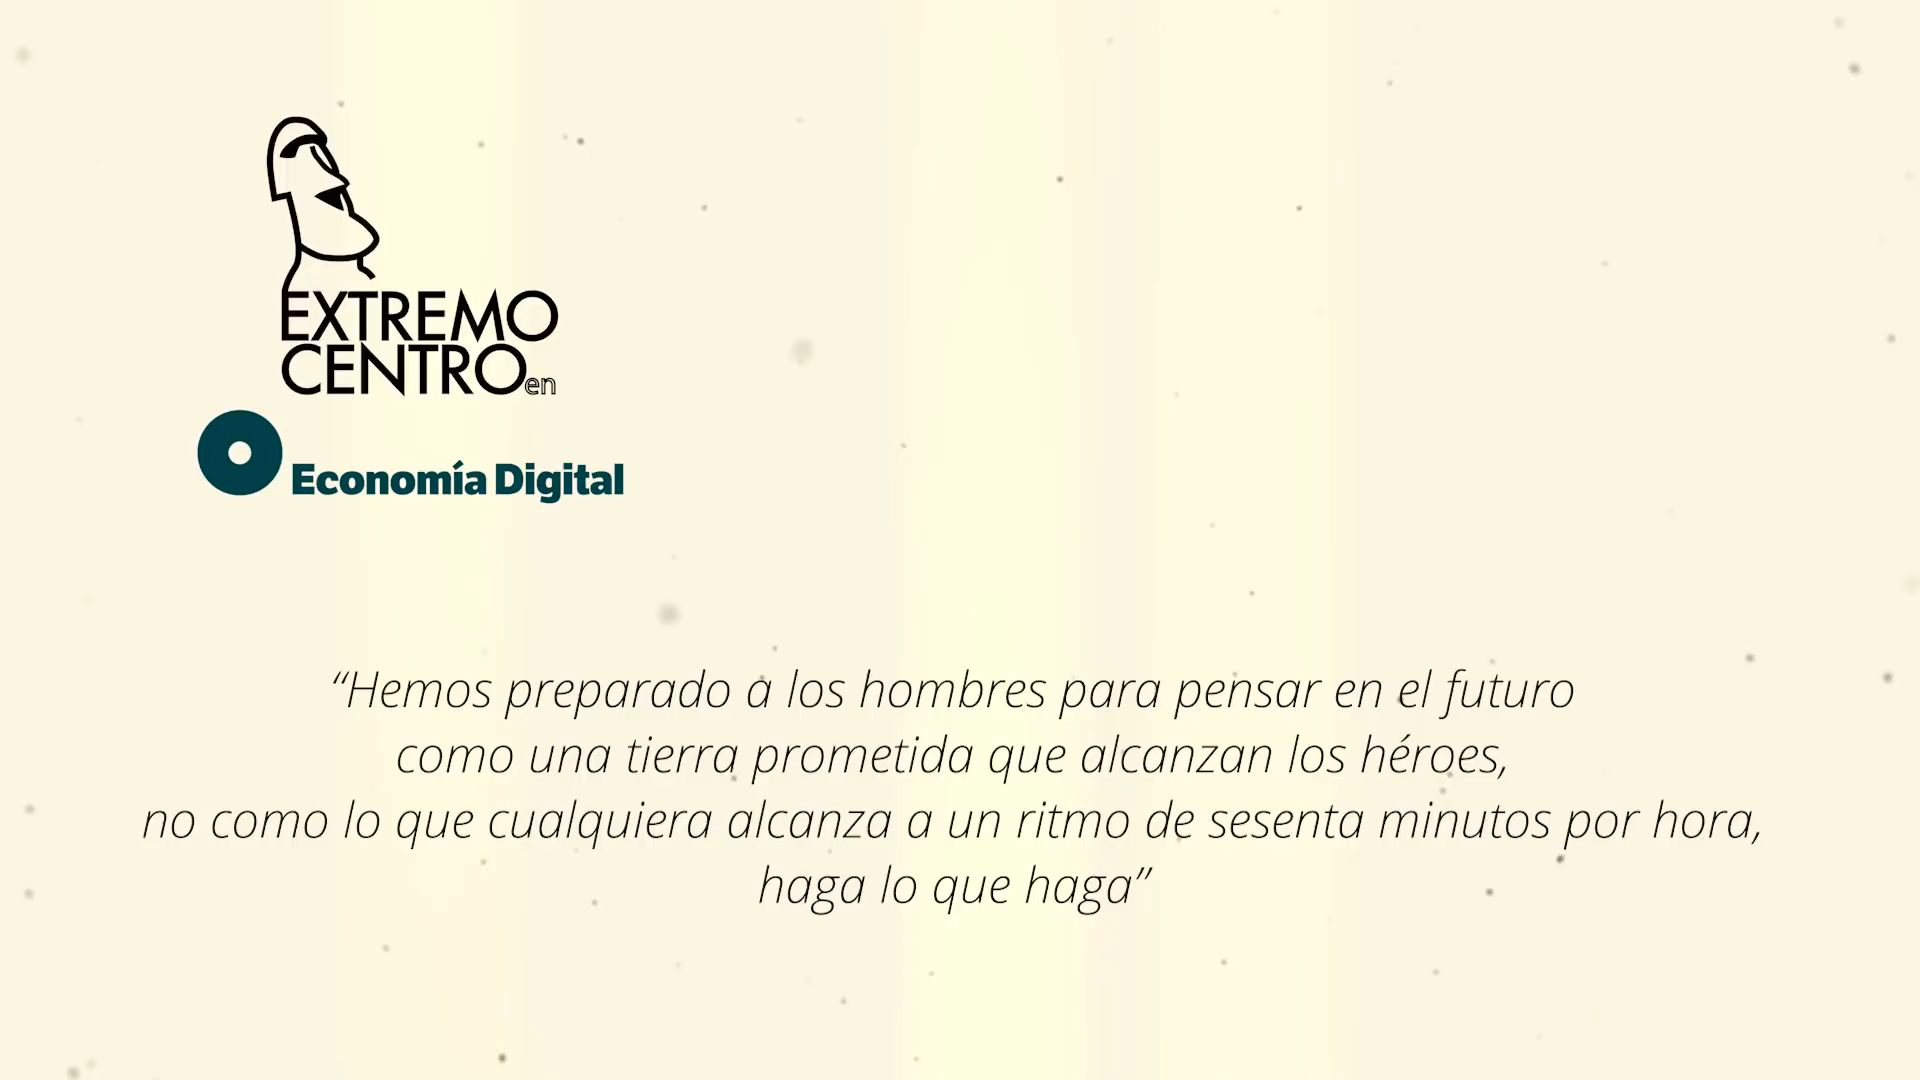 EXTREMO
CENTRO en
Economía Digital
“Hemos preparado a los hombres para pensar en el futuro
como una tierra prometida que alcanzan los héroes,
no como lo que cualquiera alcanza a un ritmo de sesenta minutos por hora,
haga lo que haga”